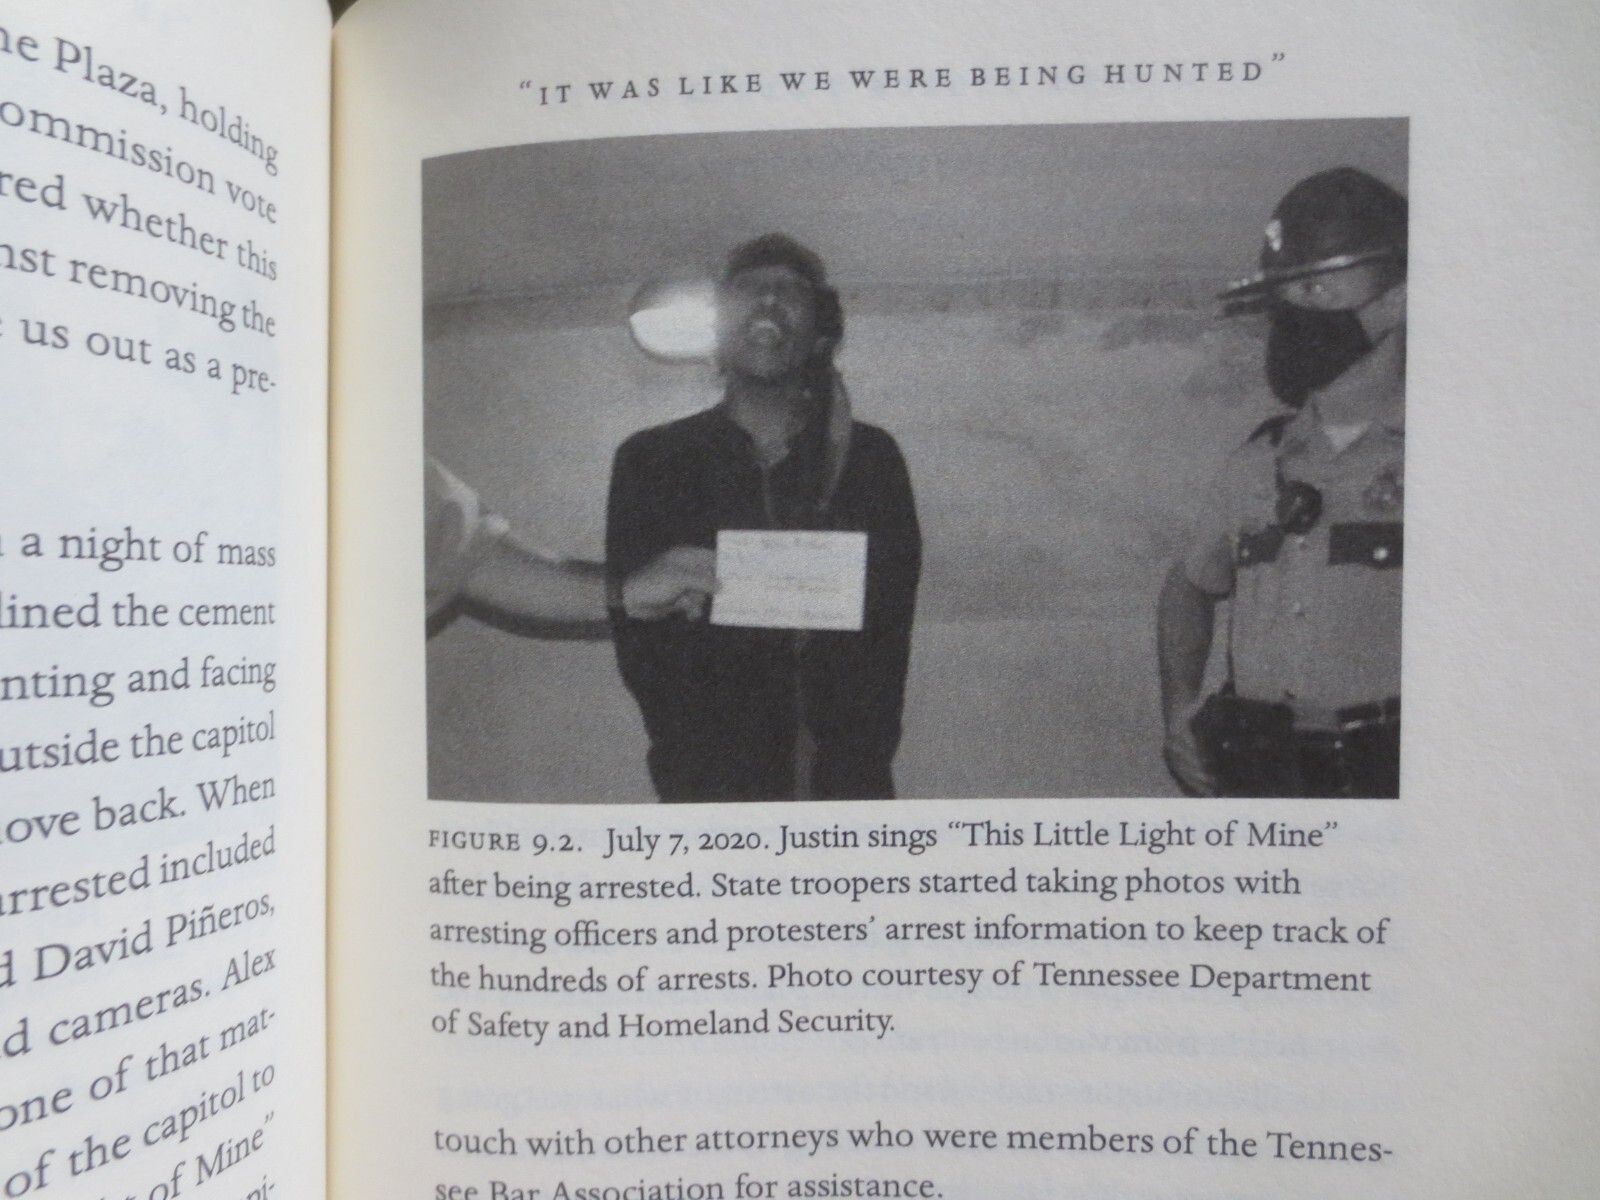 ne Plaza, holding
ommission vote
red whether this
nst removing the
us out as a pre-
a night of mass
lined the cement
nting and facing
utside the capitol
ove back. When
rrested included
d David Piñeros,
d cameras. Alex
one of that mat-
of the capitol to
of Mine”
“IT WAS LIKE WE WERE BEING HUNTED”
FIGURE 9.2. July 7, 2020. Justin sings “This Little Light of Mine”
after being arrested. State troopers started taking photos with
arresting officers and protesters’ arrest information to keep track of
the hundreds of arrests. Photo courtesy of Tennessee Department
of Safety and Homeland Security.
touch with other attorneys who were members of the Tennes-
see Bar Association for assistance.